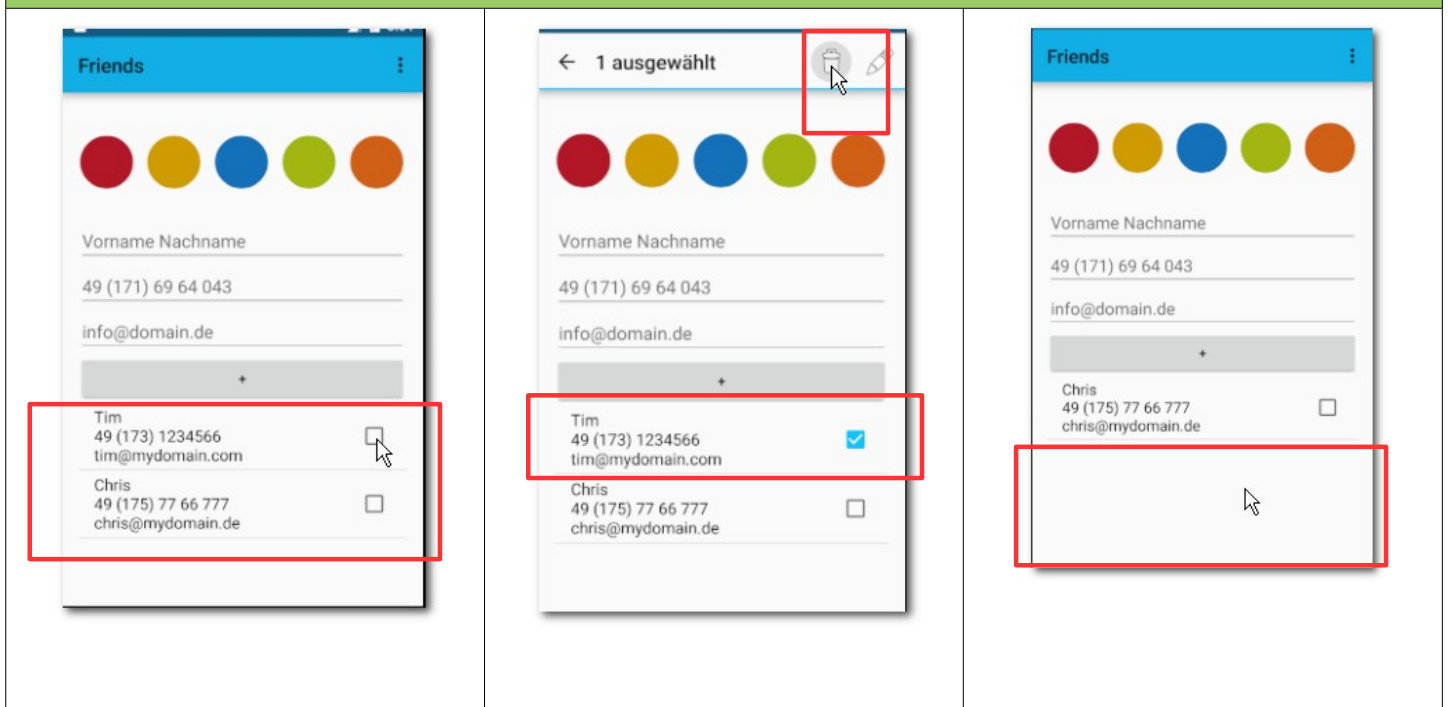 Friends
Vorname Nachname
49 (171) 69 64 043
info@domain.de
+
Tim
49 (173) 1234566
tim@mydomain.com
Chris
49 (175) 77 66 777
chris@mydomain.de
1 ausgewählt
Vorname Nachname
49 (171) 69 64 043
info@domain.de
+
Tim
49 (173) 1234566
tim@mydomain.com
Chris
49 (175) 77 66 777
chris@mydomain.de
Friends
Vorname Nachname
49 (171) 69 64 043
info@domain.de
+
Chris
49 (175) 77 66 777
chris@mydomain.de